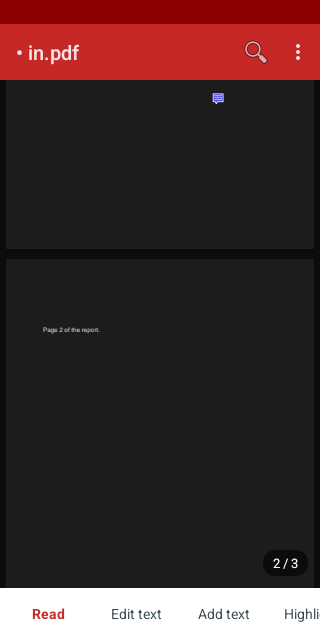 • in.pdf
Page 2 of the report.
2 / 3
Read Edit text Add text Highli